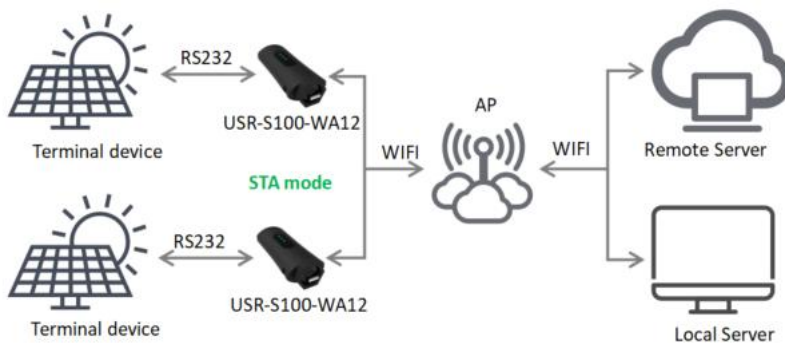 RS232
USR-S100-WA12
Terminal device
STA mode
RS232
USR-S100-WA12
Terminal device
WIFI
AP
WIFI
Remote Server
Local Server